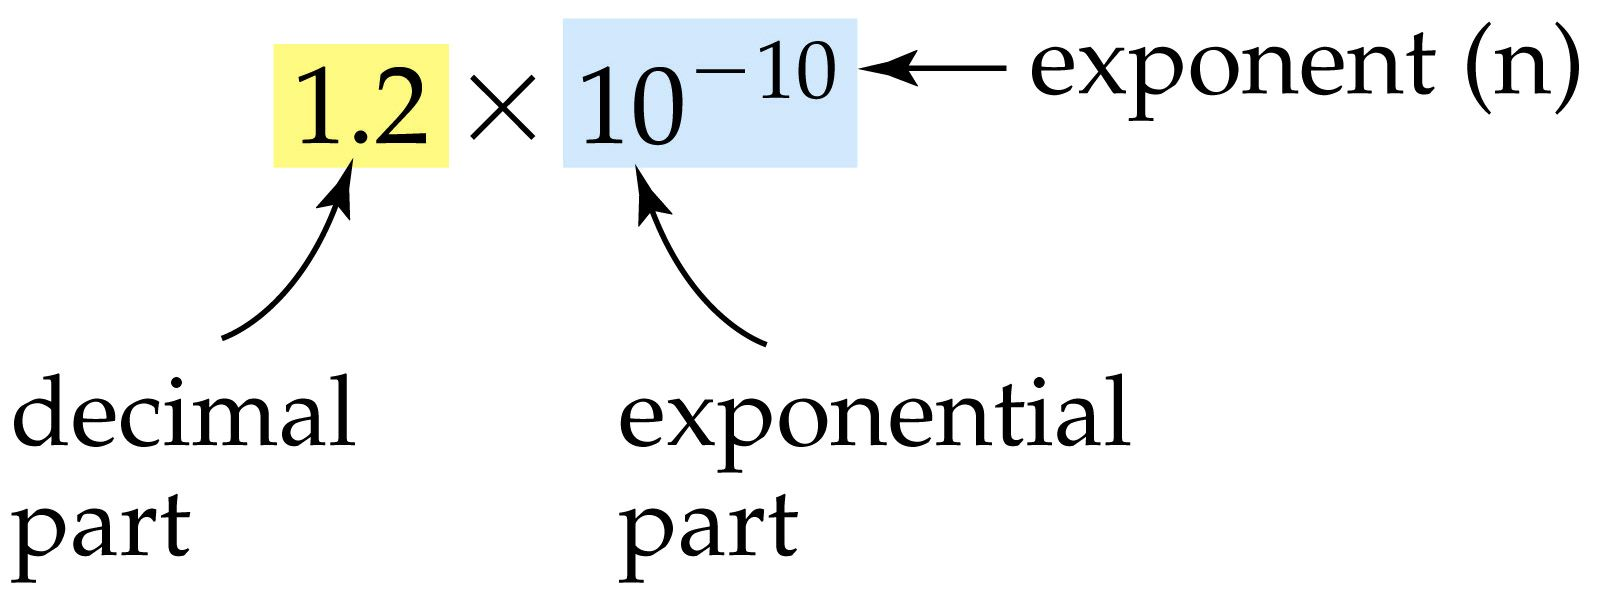 1.2 × 10⁻¹⁰ exponent (n)
decimal exponential
part part